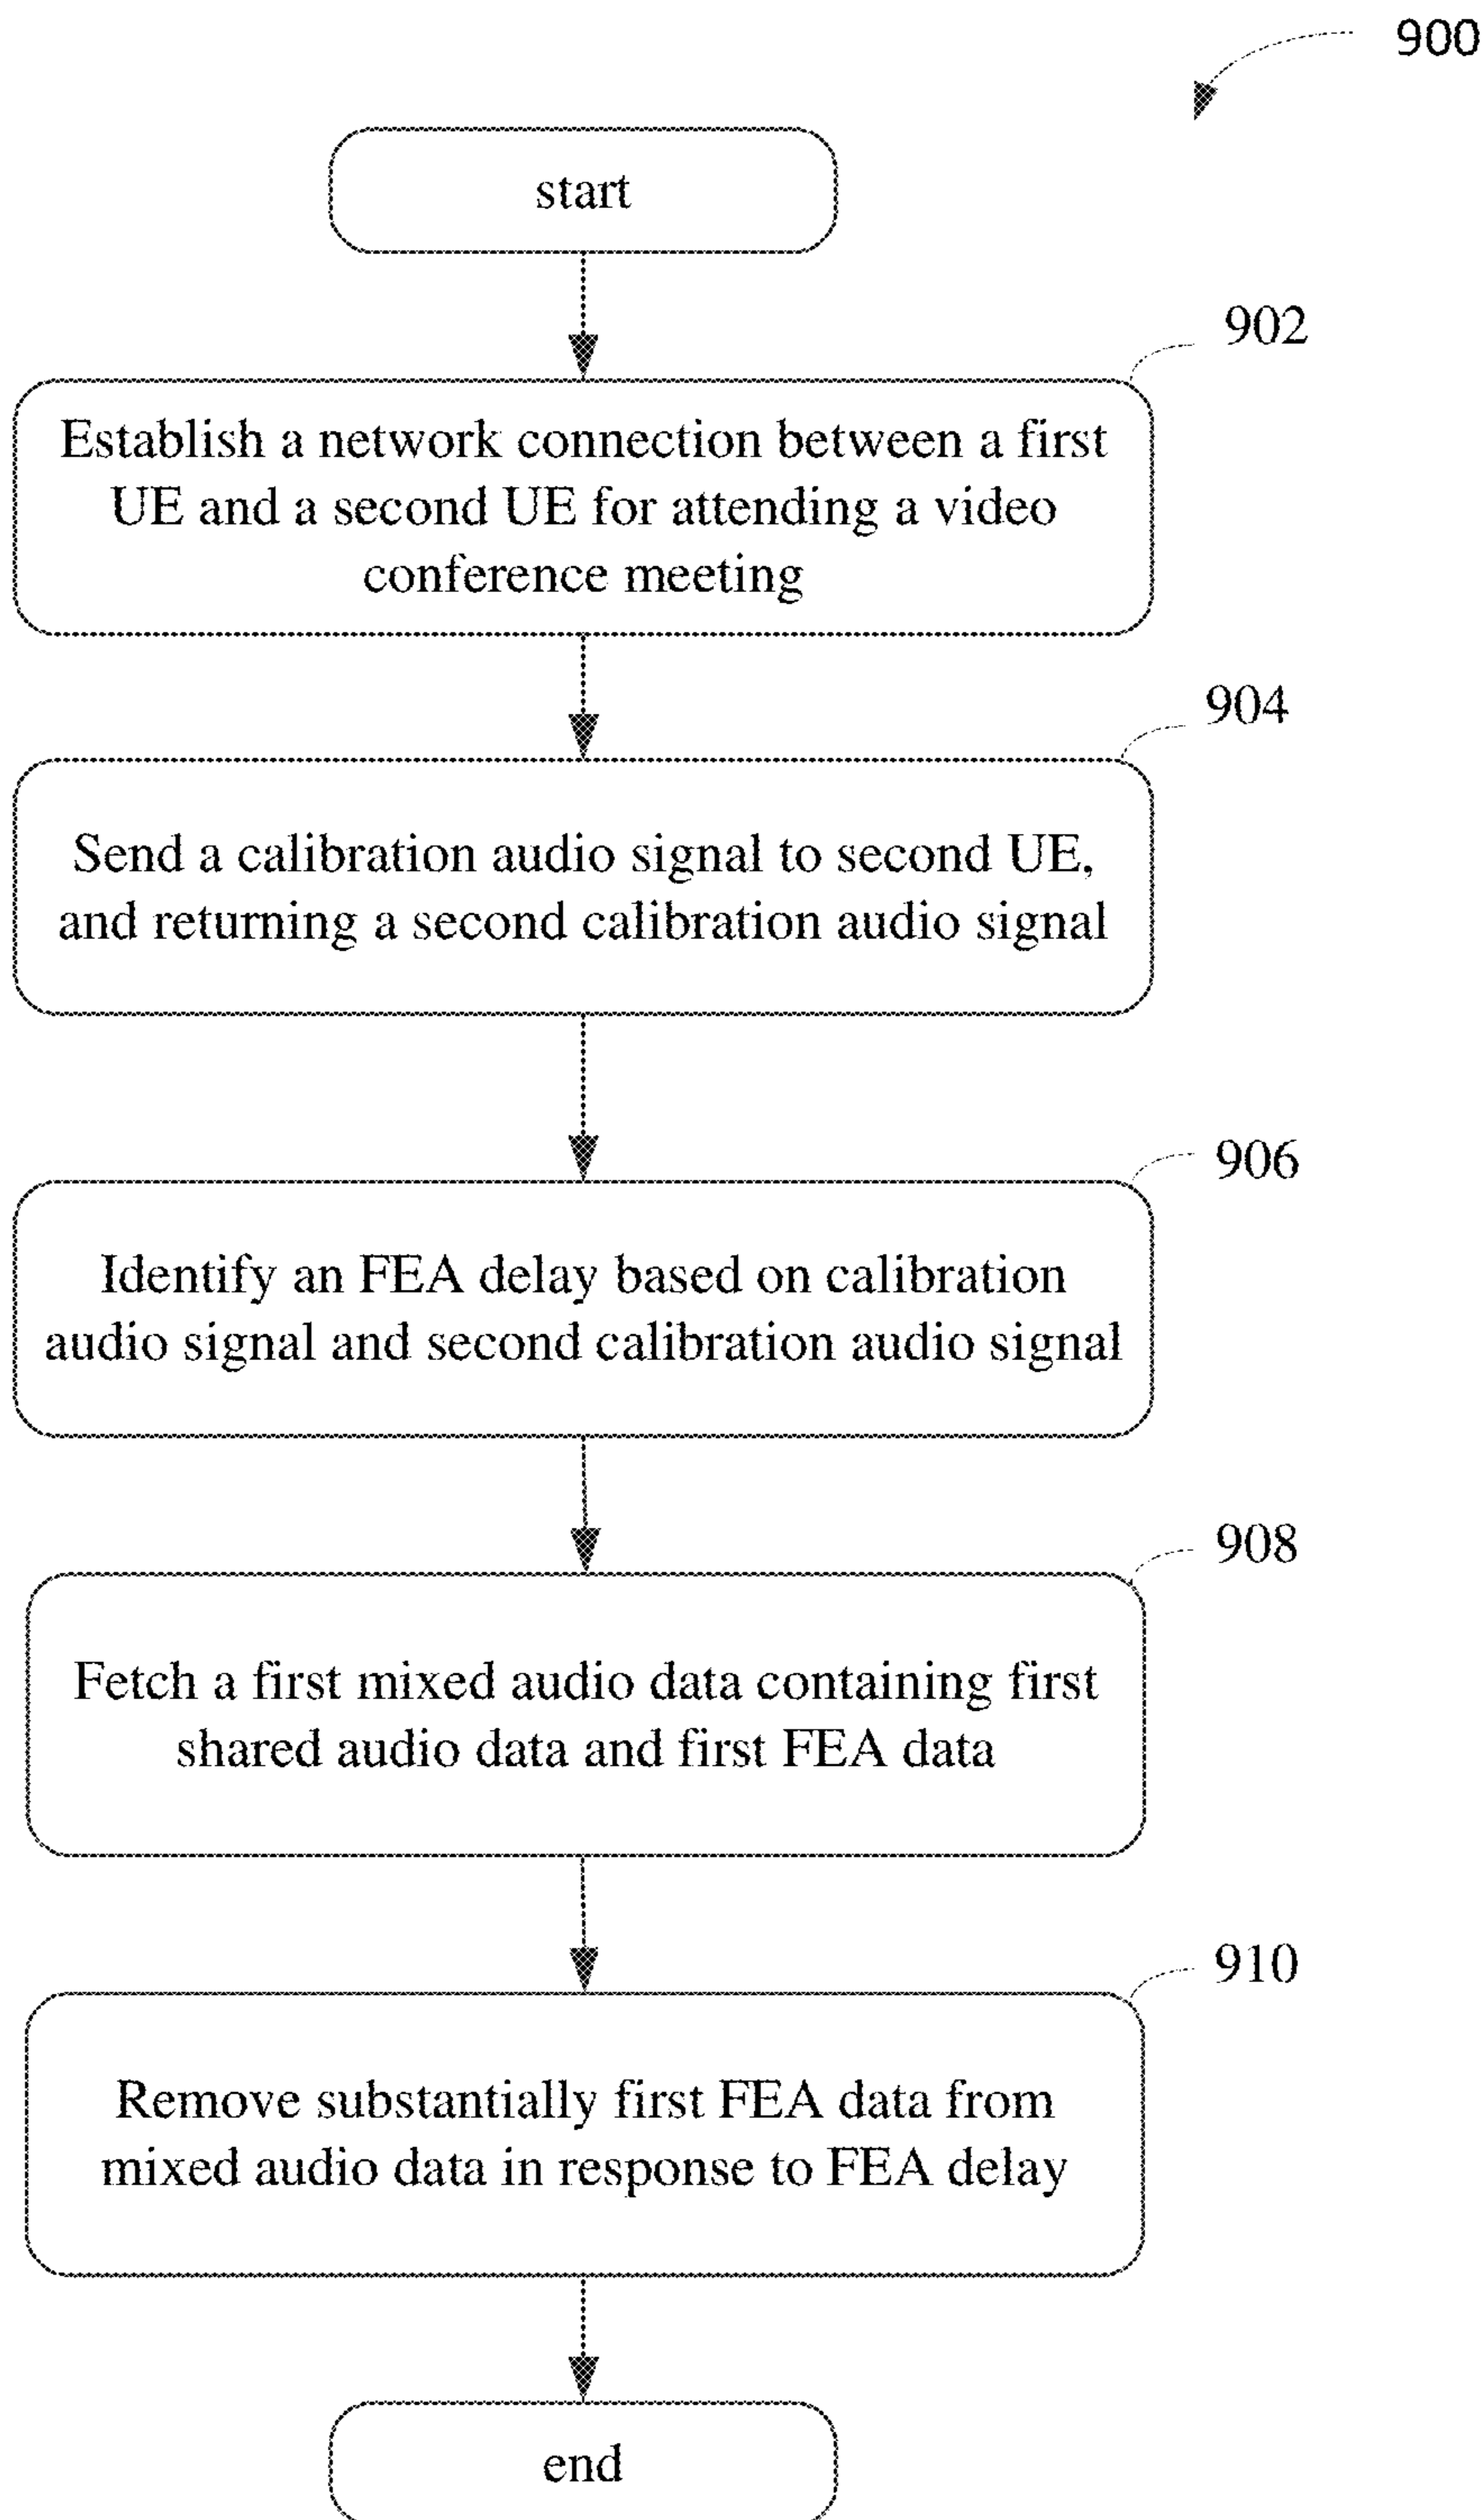 900
start
902
Establish a network connection between a first
UE and a second UE for attending a video
conference meeting
904
Send a calibration audio signal to second UE,
and returning a second calibration audio signal
906
Identify an FEA delay based on calibration
audio signal and second calibration audio signal
908
Fetch a first mixed audio data containing first
shared audio data and first FEA data
910
Remove substantially first FEA data from
mixed audio data in response to FEA delay
end